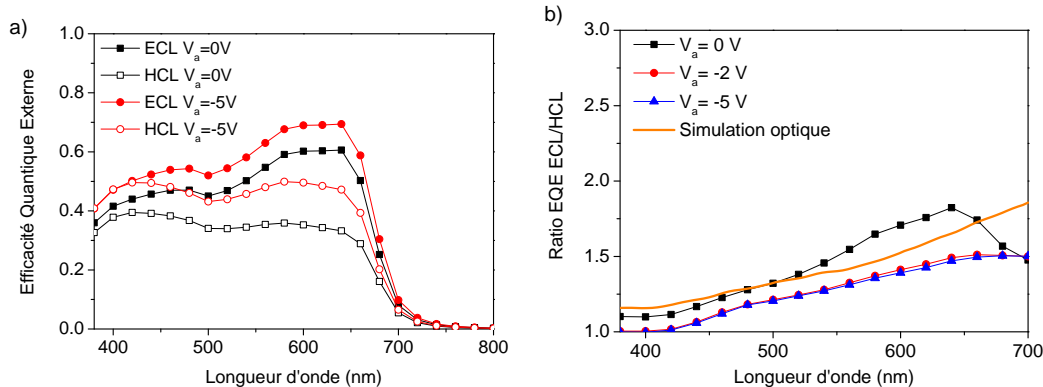 a)
1.0
0.8
0.6
0.4
0.2
0.0
Efficacité Quantique Externe
ECL Va=0V
HCL Va=0V
ECL Va=-5V
HCL Va=-5V
400
500
600
700
800
Longueur d'onde (nm)
b)
3.0
2.5
2.0
1.5
1.0
Ratio EQE ECL/HCL
Va= 0 V
Va= -2 V
Va= -5 V
Simulation optique
400
500
600
700
Longueur d'onde (nm)